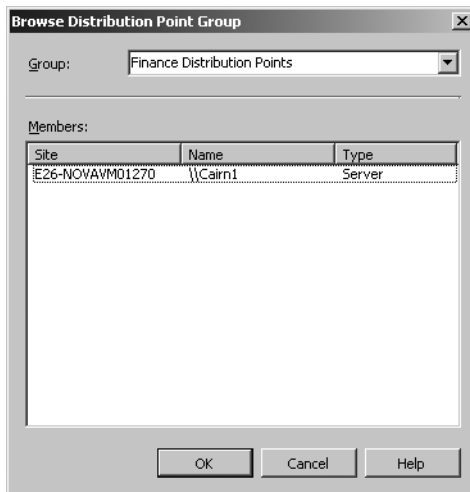 Browse Distribution Point Group
Group: Finance Distribution Points
Members:
Site Name Type
E26-NOVAVM01270 \\Cairn1 Server
OK Cancel Help